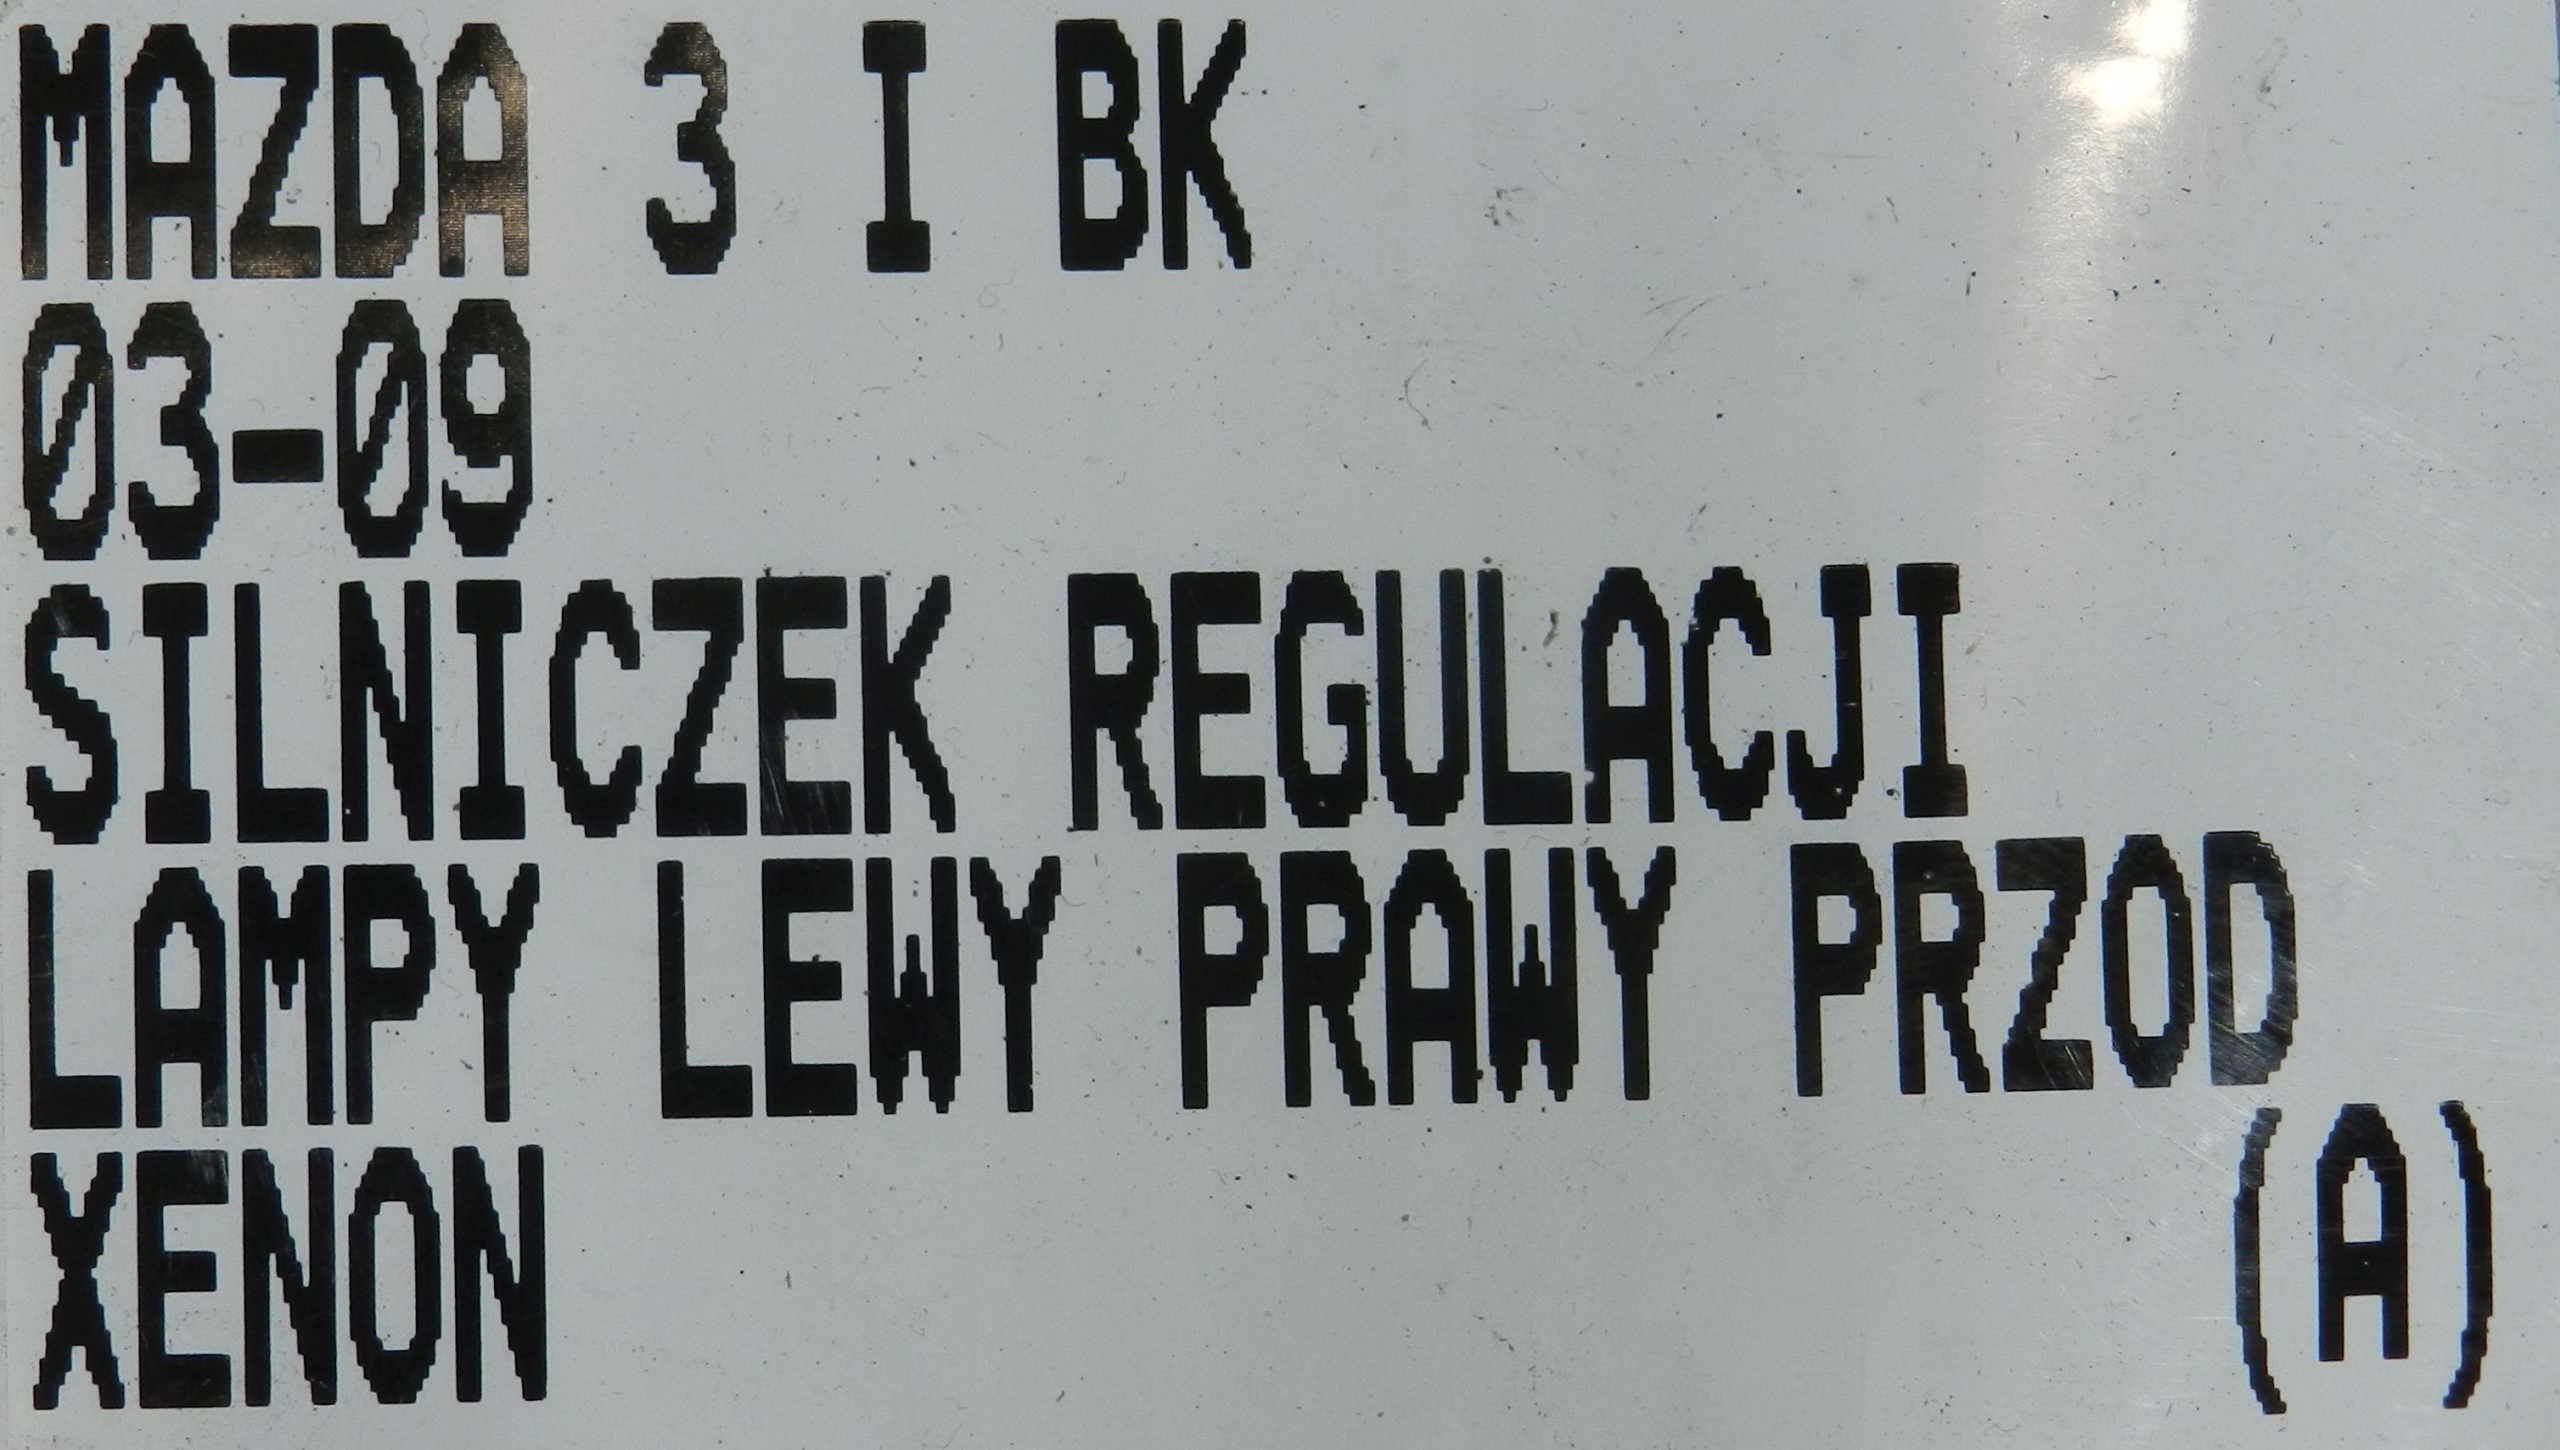 MAZDA 3 I BK
03-09
SILNICZEK REGULACJI
LAMPY LEWY PRAWY PRZOD
XENON (A)